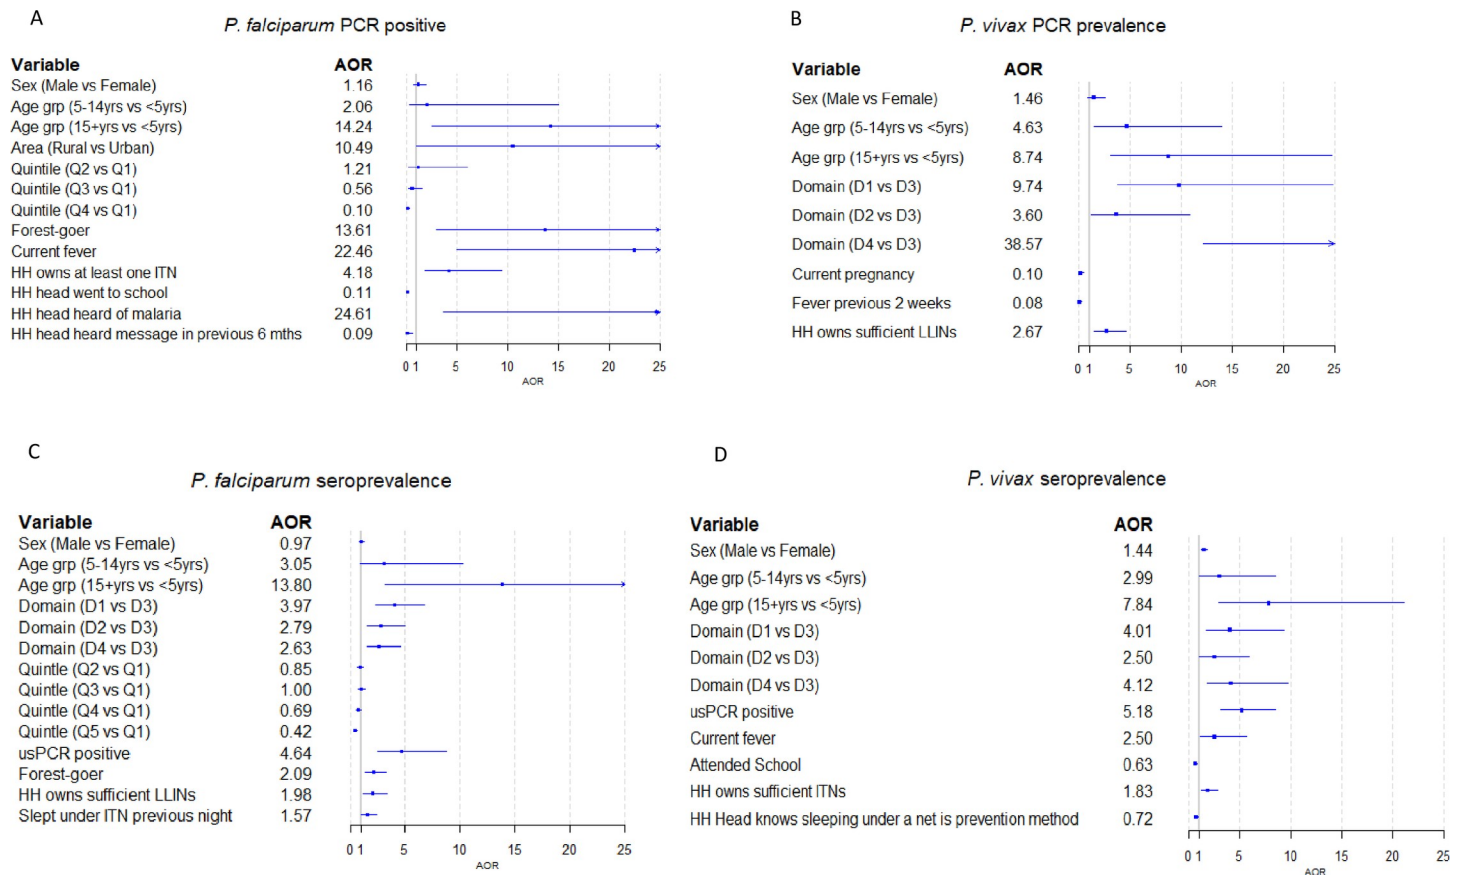 A
P. falciparum PCR positive
Variable AOR
Sex (Male vs Female) 1.16
Age grp (5-14yrs vs <5yrs) 2.06
Age grp (15+yrs vs <5yrs) 14.24
Area (Rural vs Urban) 10.49
Quintile (Q2 vs Q1) 1.21
Quintile (Q3 vs Q1) 0.56
Quintile (Q4 vs Q1) 0.10
Forest-goer 13.61
Current fever 22.46
HH owns at least one ITN 4.18
HH head went to school 0.11
HH head heard of malaria 24.61
HH head heard message in previous 6 mths 0.09
0 1 5 10 15 20 25
AOR
B
P. vivax PCR prevalence
Variable AOR
Sex (Male vs Female) 1.46
Age grp (5-14yrs vs <5yrs) 4.63
Age grp (15+yrs vs <5yrs) 8.74
Domain (D1 vs D3) 9.74
Domain (D2 vs D3) 3.60
Domain (D4 vs D3) 38.57
Current pregnancy 0.10
Fever previous 2 weeks 0.08
HH owns sufficient LLINs 2.67
0 1 5 10 15 20 25
AOR
C
P. falciparum seroprevalence
Variable AOR
Sex (Male vs Female) 0.97
Age grp (5-14yrs vs <5yrs) 3.05
Age grp (15+yrs vs <5yrs) 13.80
Domain (D1 vs D3) 3.97
Domain (D2 vs D3) 2.79
Domain (D4 vs D3) 2.63
Quintle (Q2 vs Q1) 0.85
Quintle (Q3 vs Q1) 1.00
Quintle (Q4 vs Q1) 0.69
Quintle (Q5 vs Q1) 0.42
usPCR positive 4.64
Forest-goer 2.09
HH owns sufficient LLINs 1.98
Slept under ITN previous night 1.57
0 1 5 10 15 20 25
AOR
D
P. vivax seroprevalence
Variable AOR
Sex (Male vs Female) 1.44
Age grp (5-14yrs vs <5yrs) 2.99
Age grp (15+yrs vs <5yrs) 7.84
Domain (D1 vs D3) 4.01
Domain (D2 vs D3) 2.50
Domain (D4 vs D3) 4.12
usPCR positive 5.18
Current fever 2.50
Attended School 0.63
HH owns sufficient ITNs 1.83
HH Head knows sleeping under a net is prevention method 0.72
0 1 5 10 15 20 25
AOR